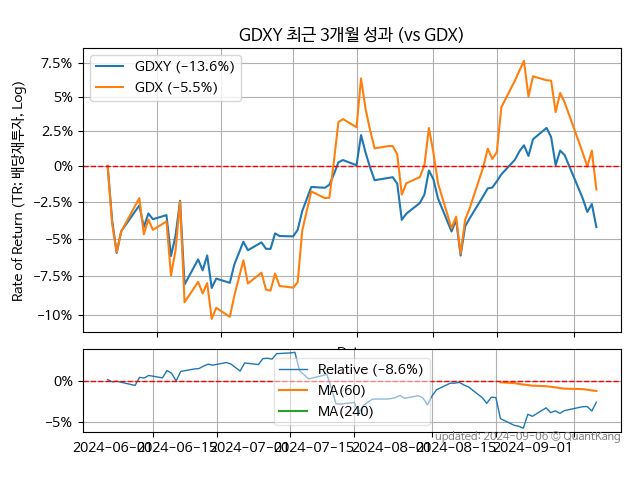 GDXY 최근 3개월 성과 (vs GDX)
Rate of Return (TR: 배당재투자, Log)
7.5%
5%
2.5%
0%
−2.5%
−5%
−7.5%
−10%
GDXY (−13.6%)
GDX (−5.5%)
0%
−5%
Relative (−8.6%)
MA(60)
MA(240)
updated: 2024-09-06 © QuantKang
2024-06-01
2024-06-15
2024-07-01
2024-07-15
2024-08-01
2024-08-15
2024-09-01